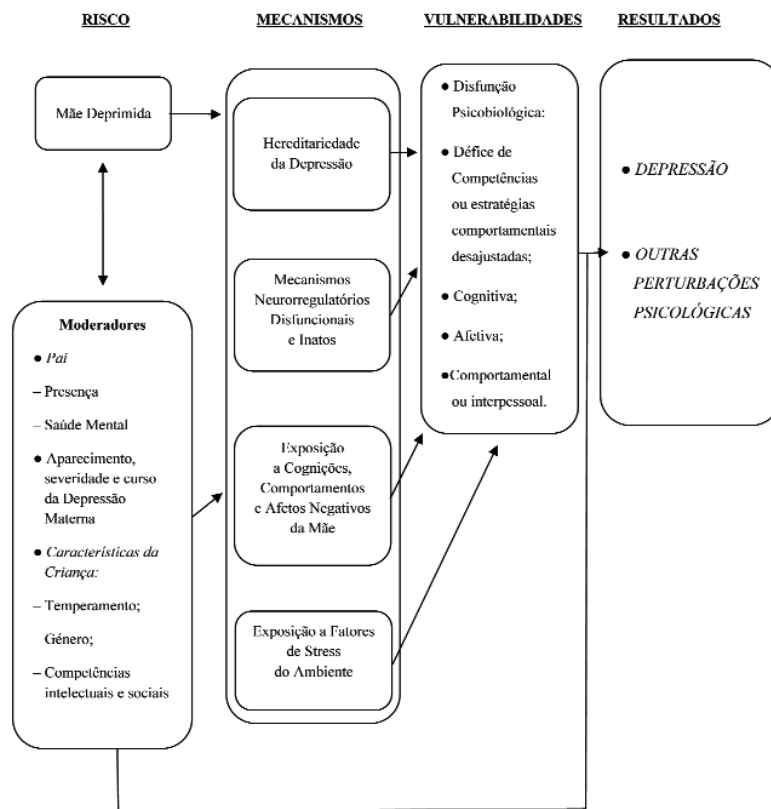 RISCO
MECANISMOS
VULNERABILIDADES
RESULTADOS
Mãe Deprimida
Moderadores
● Pai
– Presença
– Saúde Mental
● Aparecimento,
severidade e curso
da Depressão
Materna
● Características da
Criança:
– Temperamento;
Género;
– Competências
intelectuais e sociais
Hereditariedade
da Depressão
Mecanismos
Neurorregulatórios
Disfuncionais
e Inatos
Exposição
a Cognições,
Comportamentos
e Afetos Negativos
da Mãe
Exposição a Fatores
de Stress
do Ambiente
● Disfunção
Psicobiológica:
● Défice de
Competências
ou estratégias
comportamentais
desajustadas;
● Cognitiva;
● Afetiva;
●Comportamental
ou interpessoal.
● DEPRESSÃO
● OUTRAS
PERTURBAÇÕES
PSICOLÓGICAS